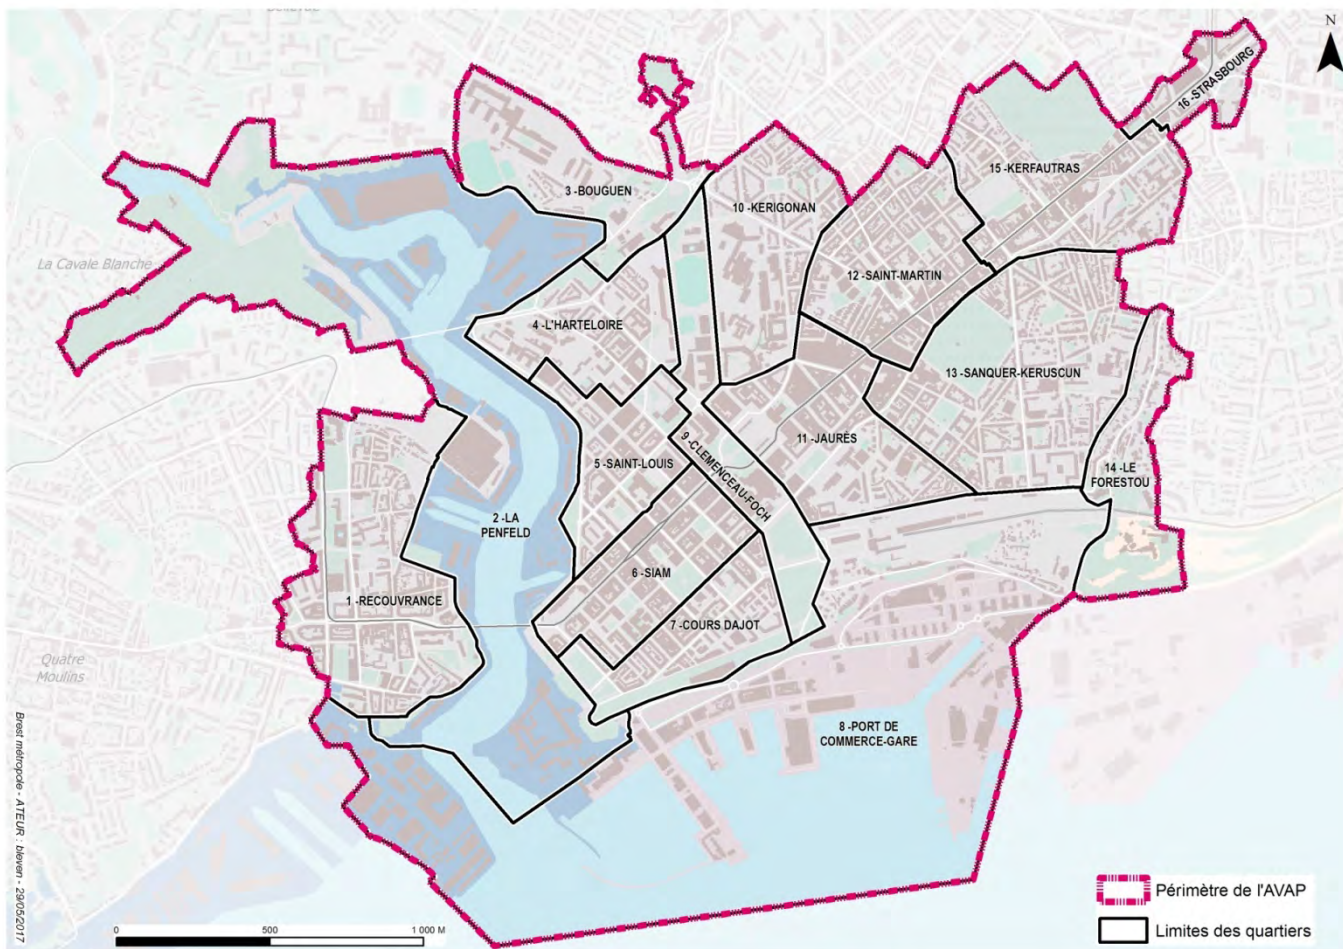 Bellevue
N
16 -STRASBOURG
15 -KERFAUTRAS
3 -BOUGUEN
10 -KERIGONAN
La Cavale Blanche
12 -SAINT-MARTIN
4 -L'HARTELOIRE
13 -SANQUER-KERUSCUN
11 -JAURÈS
9 -CLEMENCEAU-FOCH
5 -SAINT-LOUIS
14 -LE
FORESTOU
2 -LA
PENFELD
6 -SIAM
1 -RECOUVRANCE
7 -COURS DAJOT
Quatre
Moulins
8 -PORT DE
COMMERCE-GARE
Brest métropole - ATEUR : bleven - 29/05/2017
Périmètre de l'AVAP
Limites des quartiers
0 500 1 000 M